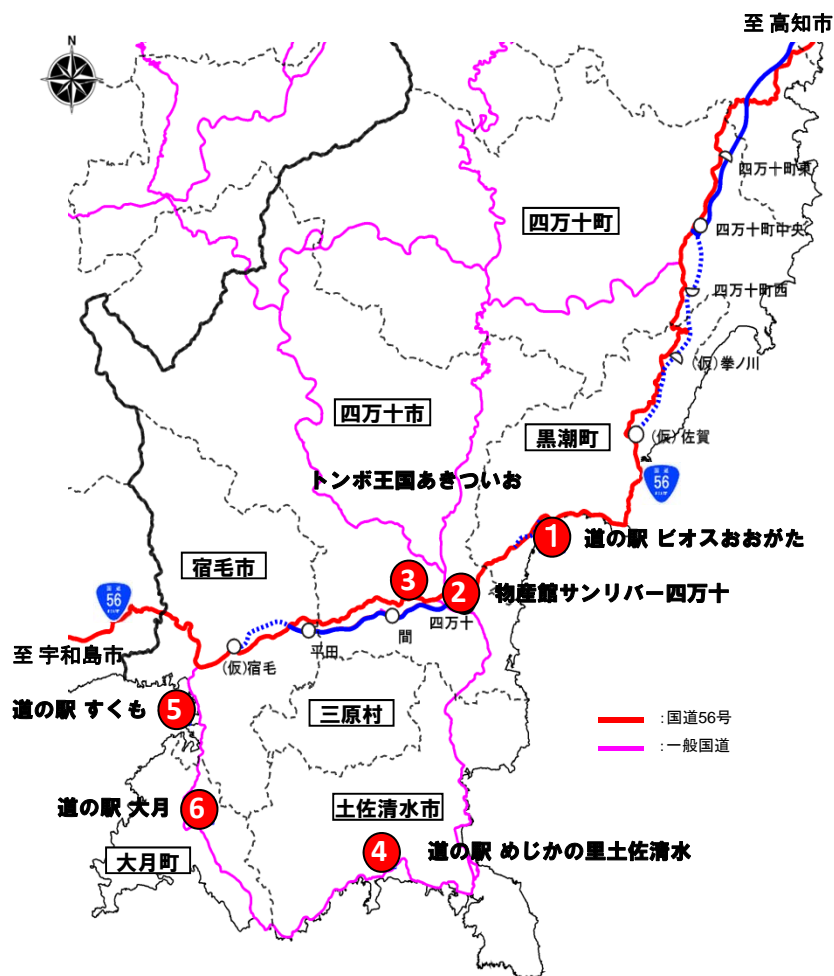 至 高知市
N
四万十町東
四万十町
四万十町中央
四万十町西
(仮)拳ノ川
四万十市
黒潮町
(仮)佐賀
トンボ王国あきついお
56
1
道の駅 ビオスおおがた
宿毛市
3
2
物産館サンリバー四万十
56
四万十
間
平田
(仮)宿毛
至 宇和島市
道の駅 すくも
5
三原村
:国道56号
:一般国道
道の駅 大月
6
土佐清水市
大月町
4
道の駅 めじかの里土佐清水